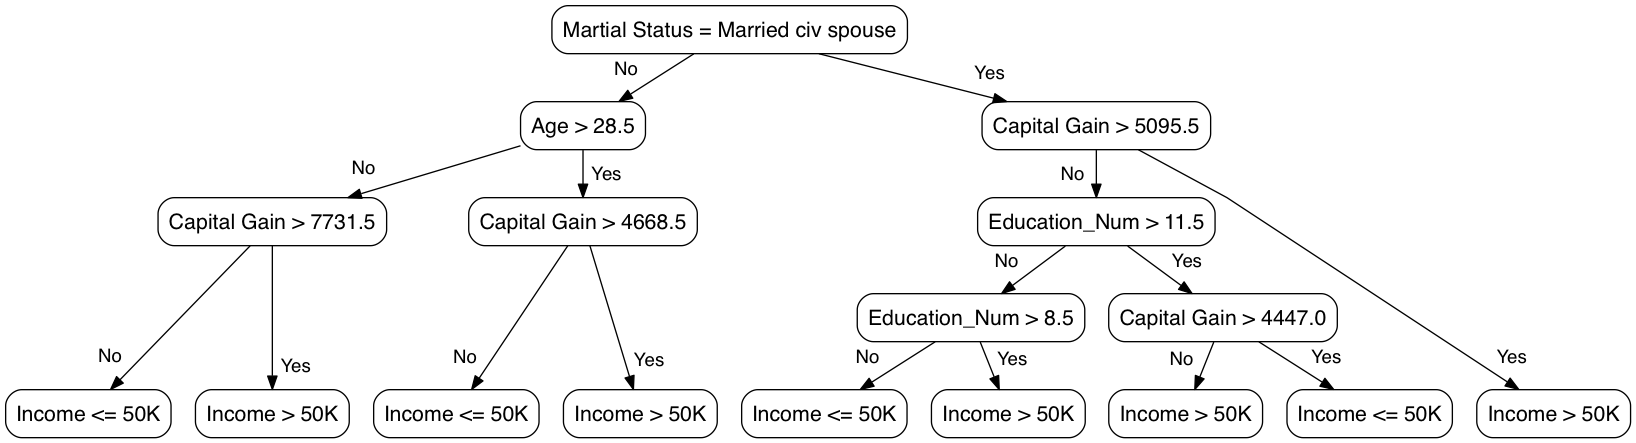 Martial Status = Married civ spouse
No
Yes
Age > 28.5
Capital Gain > 5095.5
No
Yes
No
Yes
Capital Gain > 7731.5
Capital Gain > 4668.5
Education_Num > 11.5
No
Yes
Education_Num > 8.5
Capital Gain > 4447.0
No
Yes
No
Yes
No
Yes
No
Yes
Income <= 50K
Income > 50K
Income <= 50K
Income > 50K
Income <= 50K
Income > 50K
Income > 50K
Income <= 50K
Income > 50K